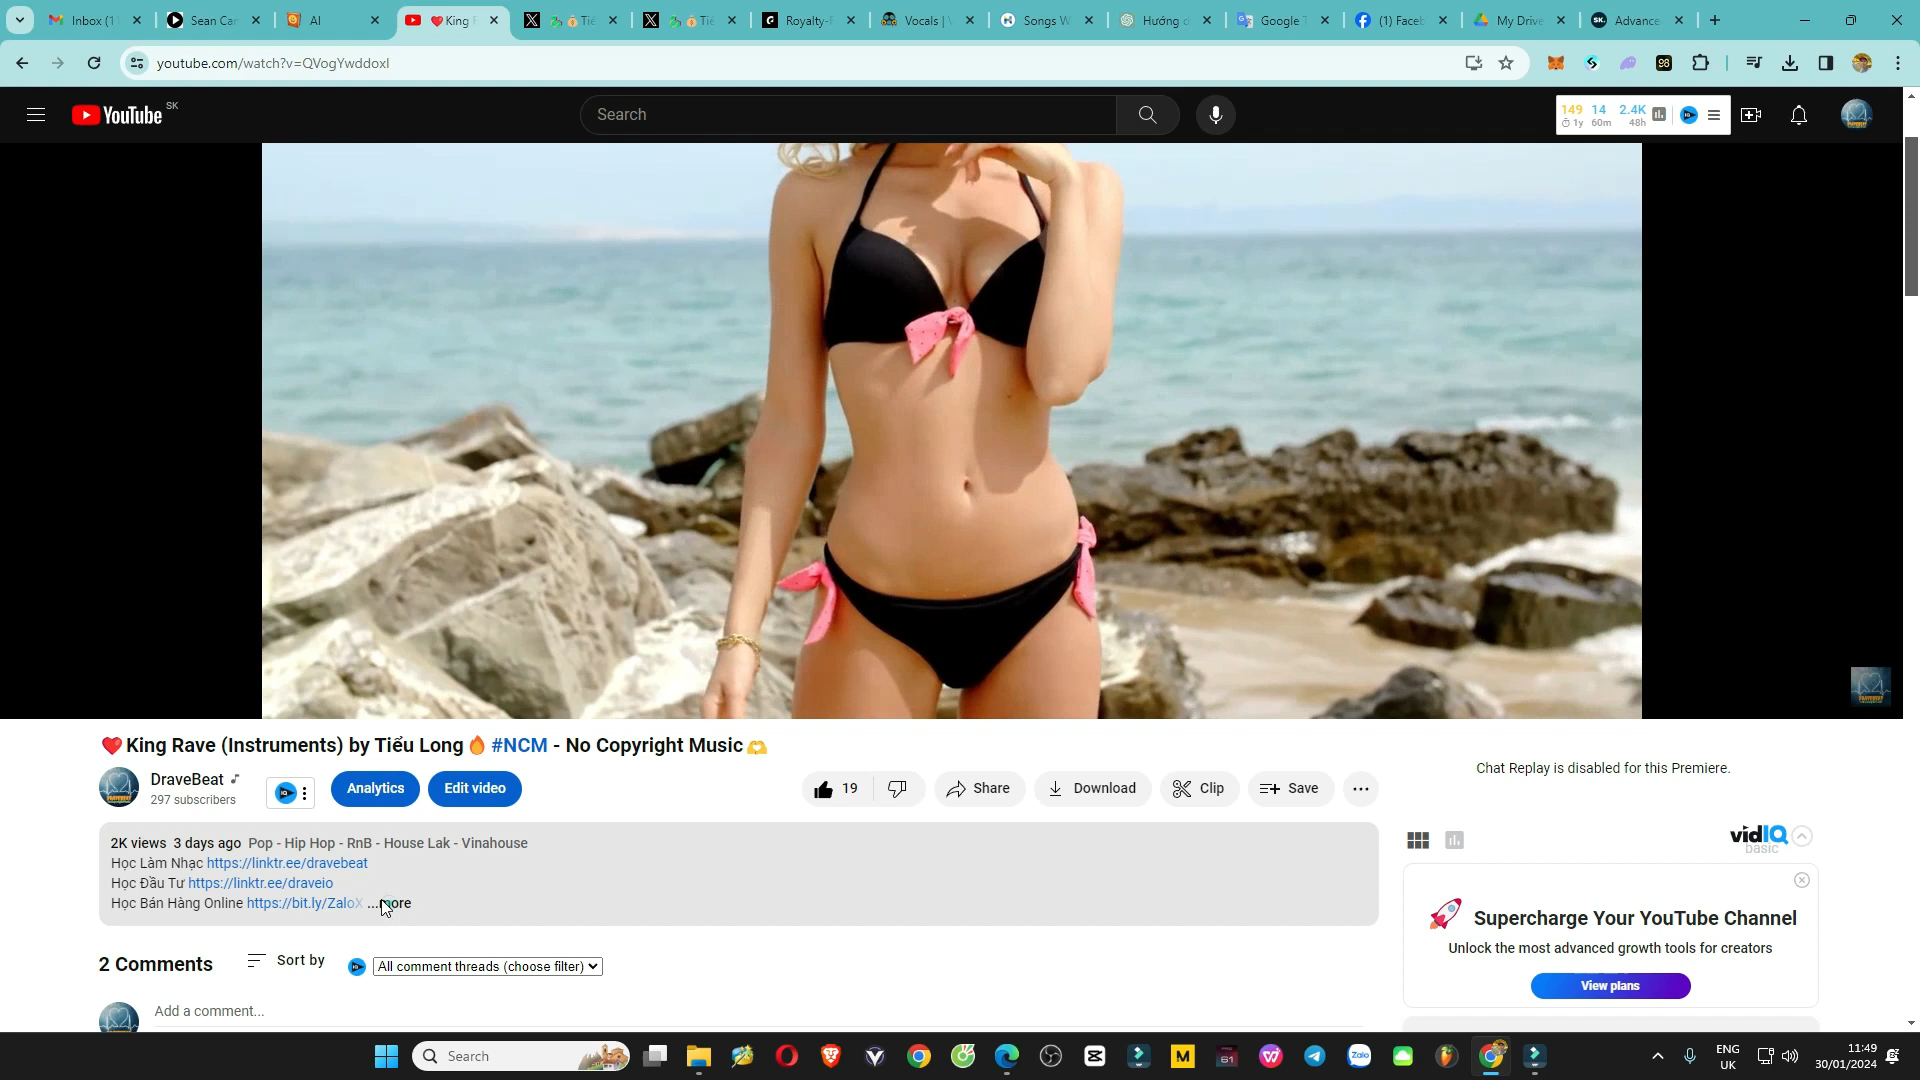 Inbox (1
Sean Car
AI
❤️King R
🐉💰Tiế
🐉💰Tiế
Royalty-F
Vocals | V
Songs W
Hướng d
Google T
(1) Faceb
My Drive
Advance
youtube.com/watch?v=QVogYwddoxI
YouTube SK
Search
149 14 2.4K
1y 60m 48h
❤️King Rave (Instruments) by Tiểu Long🔥 #NCM - No Copyright Music🫶
DraveBeat
297 subscribers
Analytics
Edit video
19
Share
Download
Clip
Save
Chat Replay is disabled for this Premiere.
2K views 3 days ago Pop - Hip Hop - RnB - House Lak - Vinahouse
Học Làm Nhạc https://linktr.ee/dravebeat
Học Đầu Tư https://linktr.ee/draveio
Học Bán Hàng Online https://bit.ly/ZaloX ...more
2 Comments
Sort by
All comment threads (choose filter)
Add a comment...
vidIQ
basic
Supercharge Your YouTube Channel
Unlock the most advanced growth tools for creators
View plans
Search
ENG
UK
11:49
30/01/2024